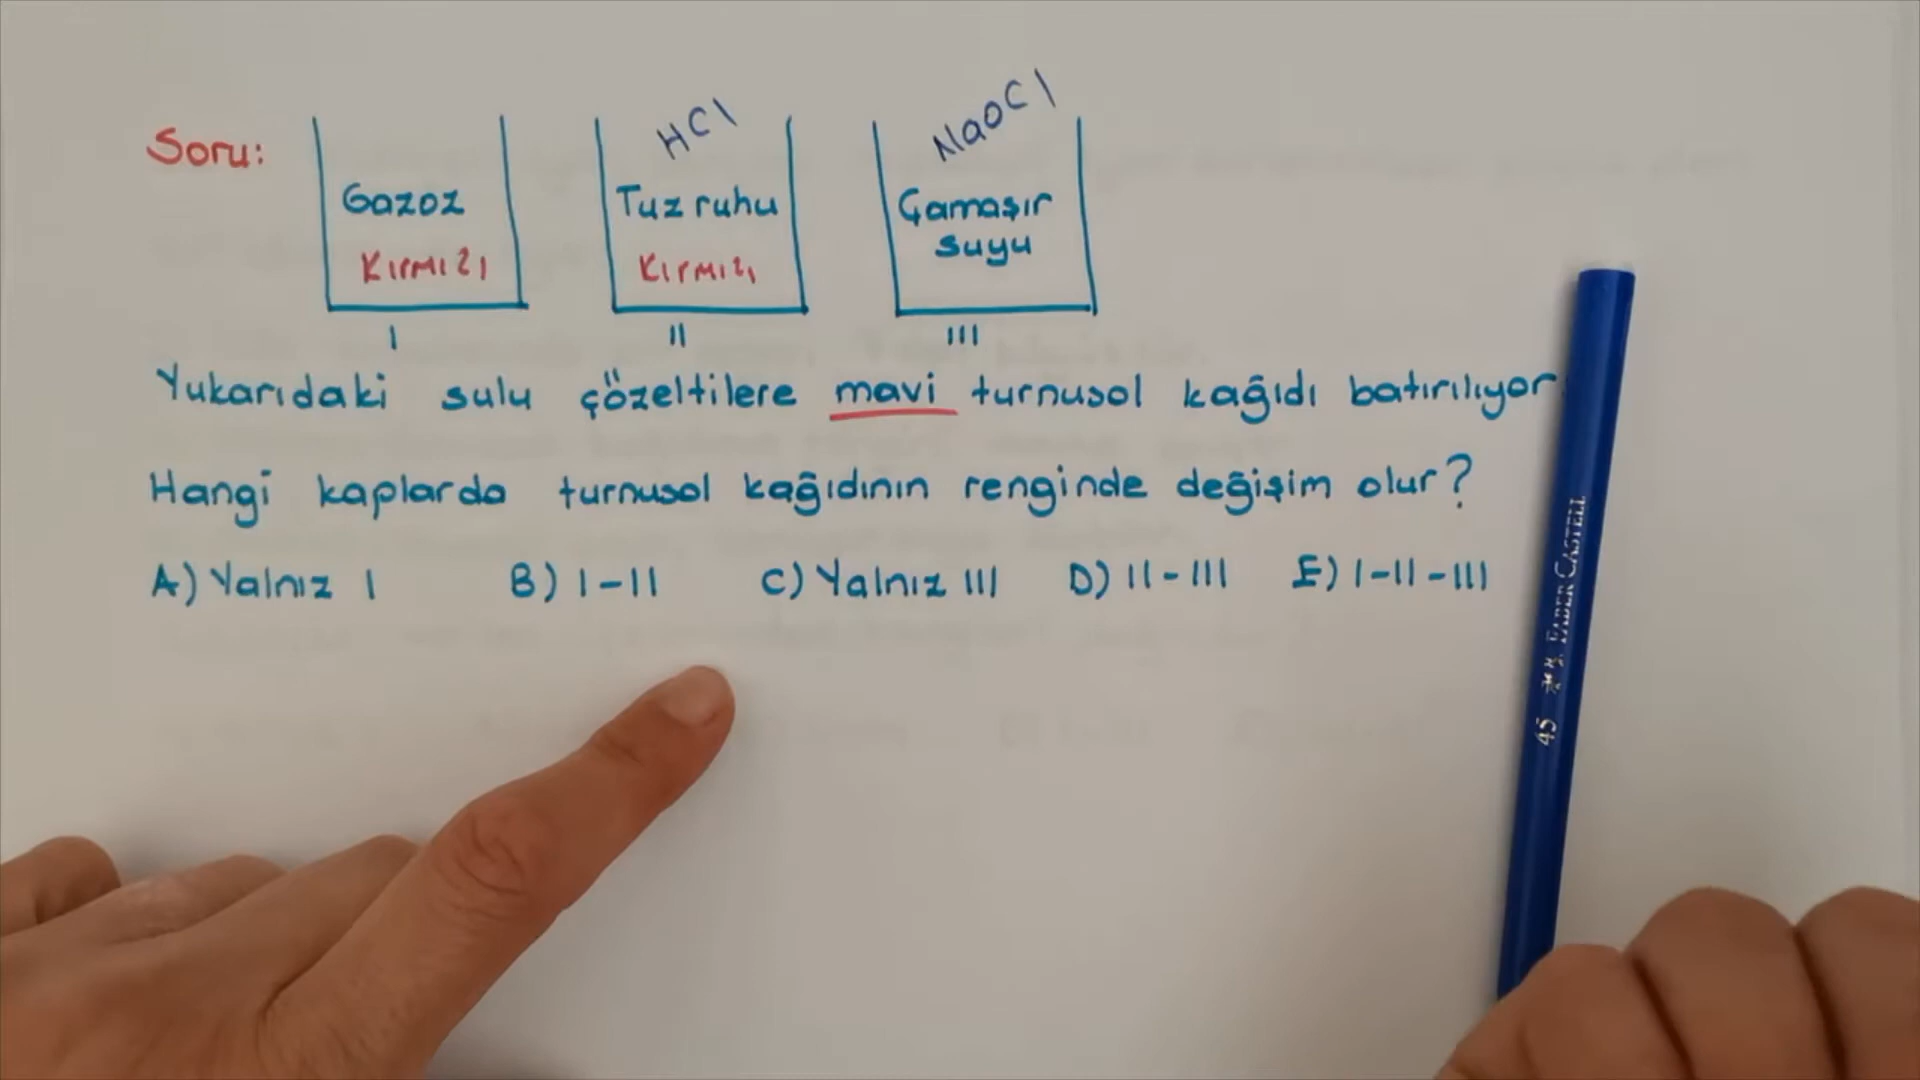 Soru:
HCl
NaOCl
Gazoz
Kırmızı
Tuz ruhu
Kırmızı
Çamaşır
suyu
I
II
III
Yukarıdaki sulu çözeltilere mavi turnusol kağıdı batırılıyor
Hangi kaplarda turnusol kağıdının renginde değişim olur?
A) Yalnız I B) I-II C) Yalnız III D) II-III E) I-II-III
45 FABER CASTELL